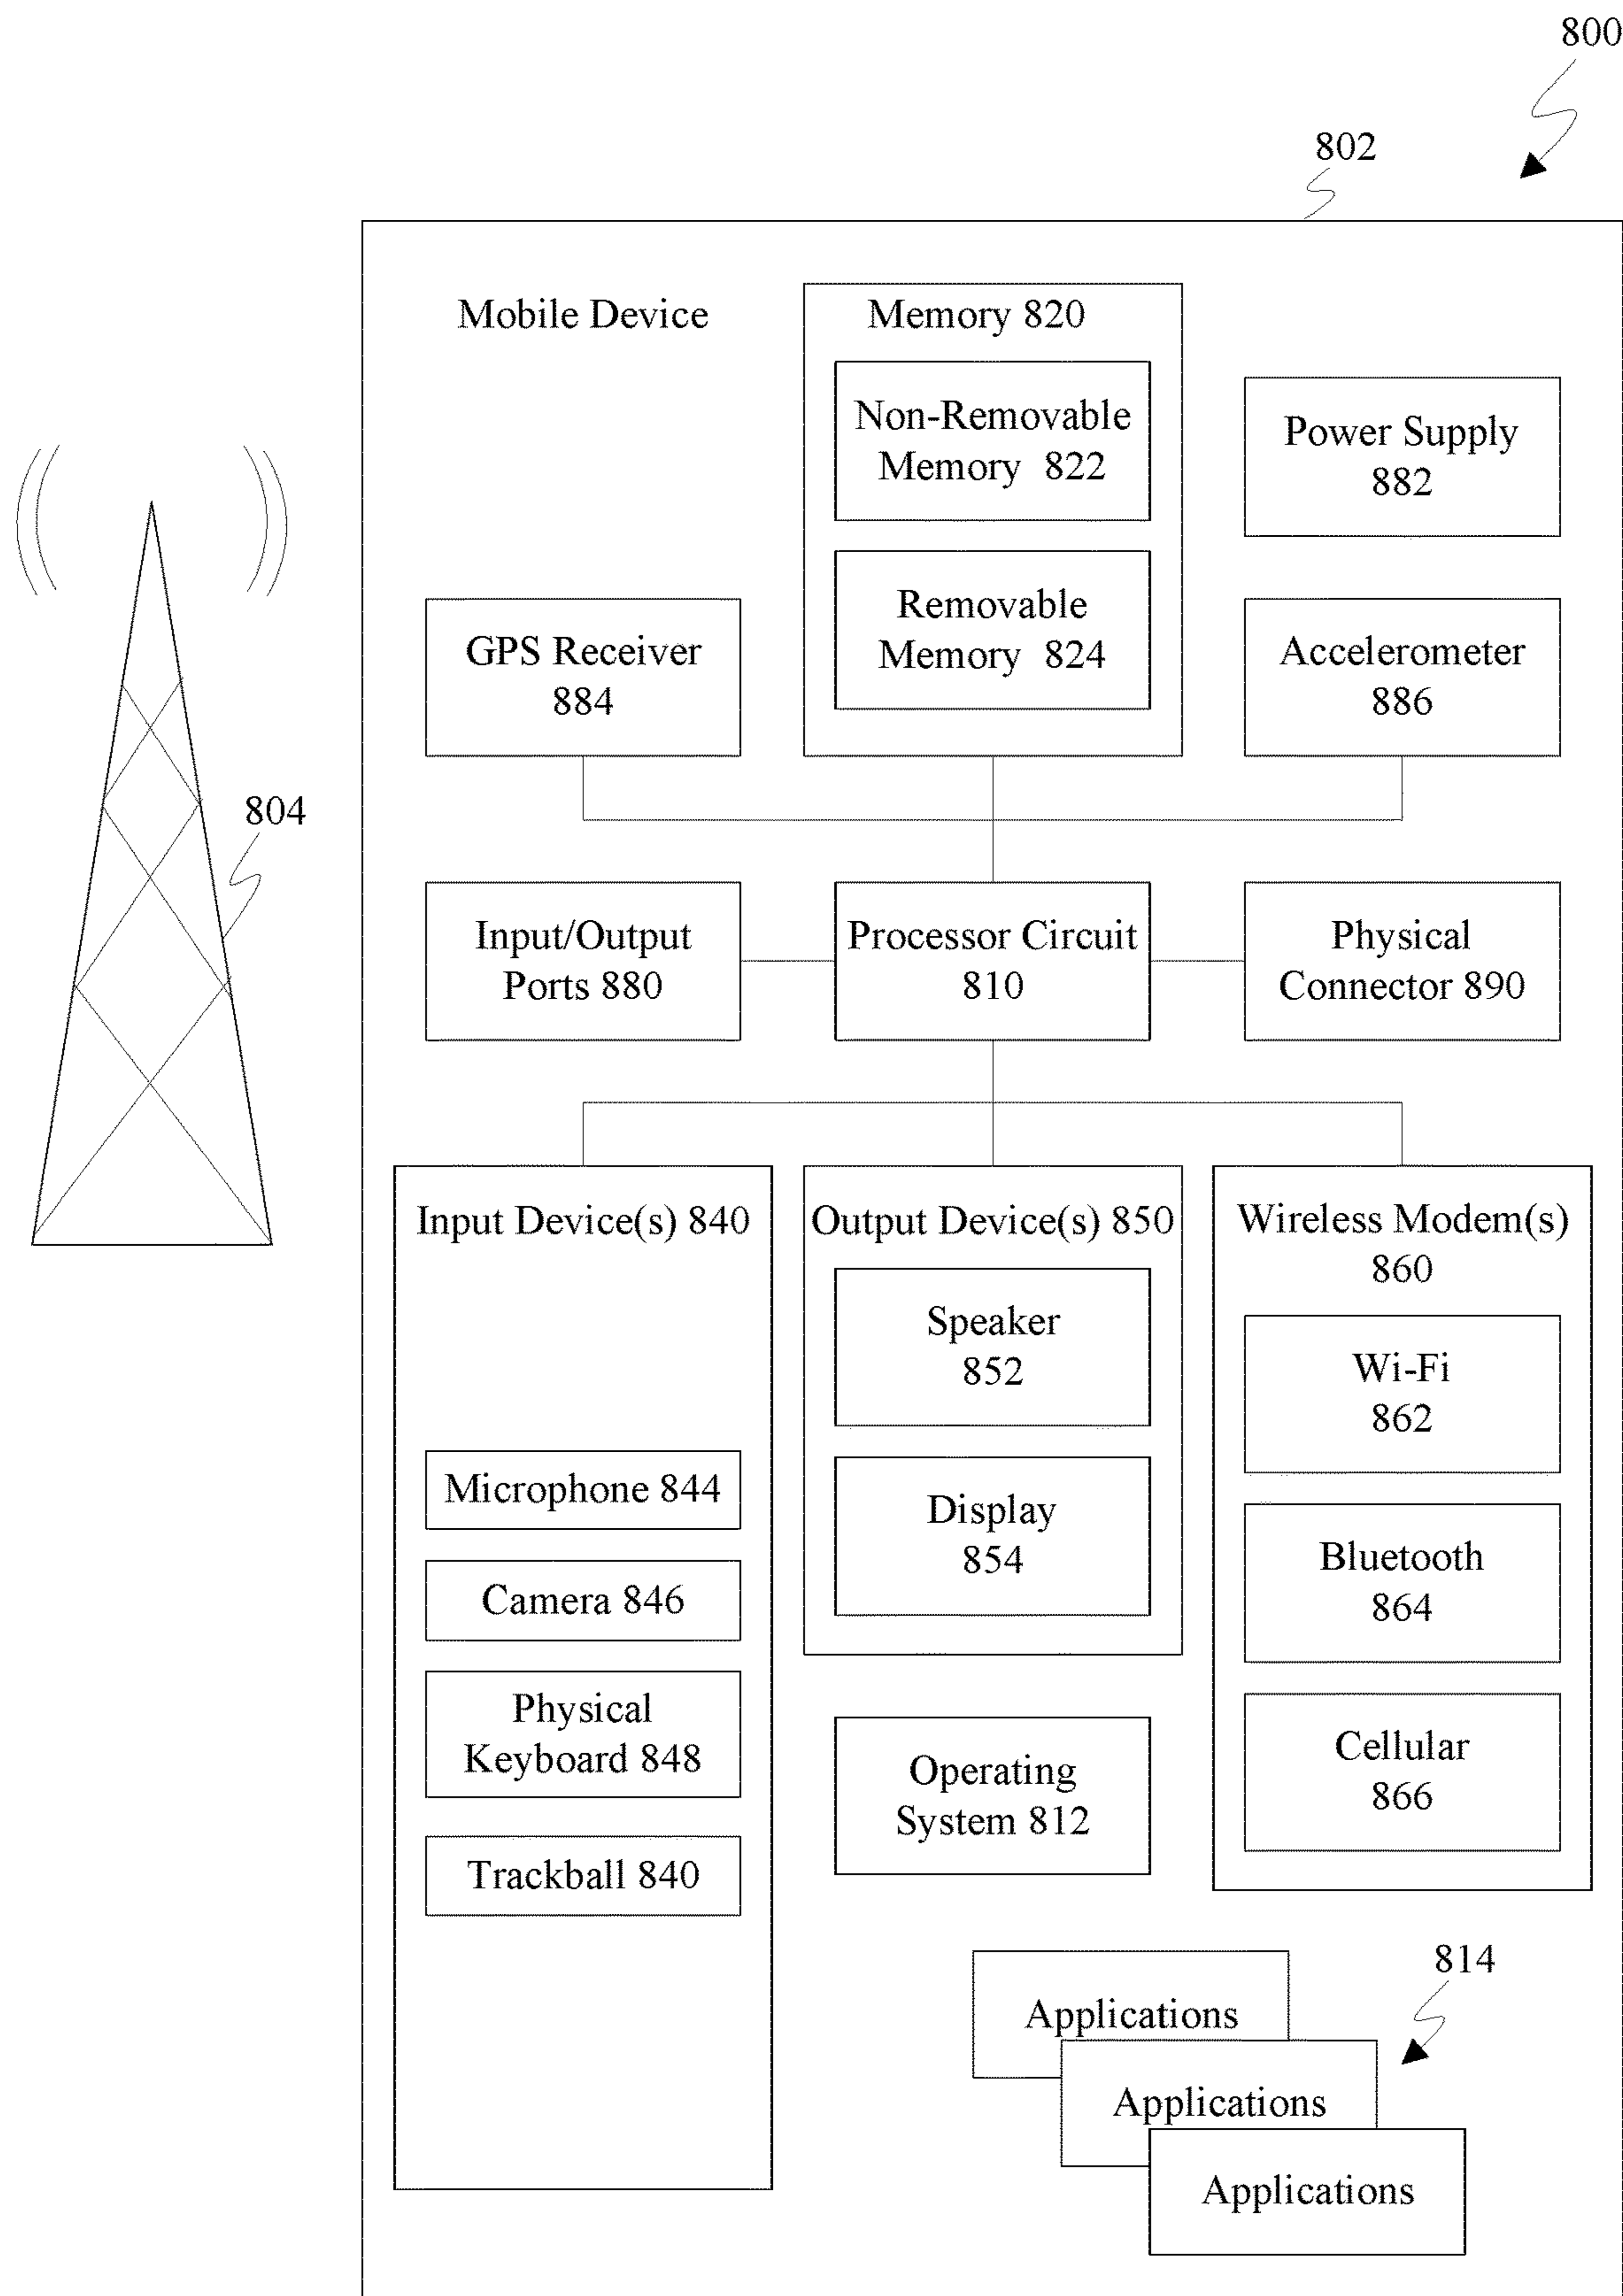 800
802
Mobile Device
Memory 820
Non-Removable
Memory 822
Removable
Memory 824
Power Supply
882
GPS Receiver
884
Accelerometer
886
804
Input/Output
Ports 880
Processor Circuit
810
Physical
Connector 890
Input Device(s) 840
Microphone 844
Camera 846
Physical
Keyboard 848
Trackball 840
Output Device(s) 850
Speaker
852
Display
854
Wireless Modem(s)
860
Wi-Fi
862
Bluetooth
864
Cellular
866
Operating
System 812
814
Applications
Applications
Applications